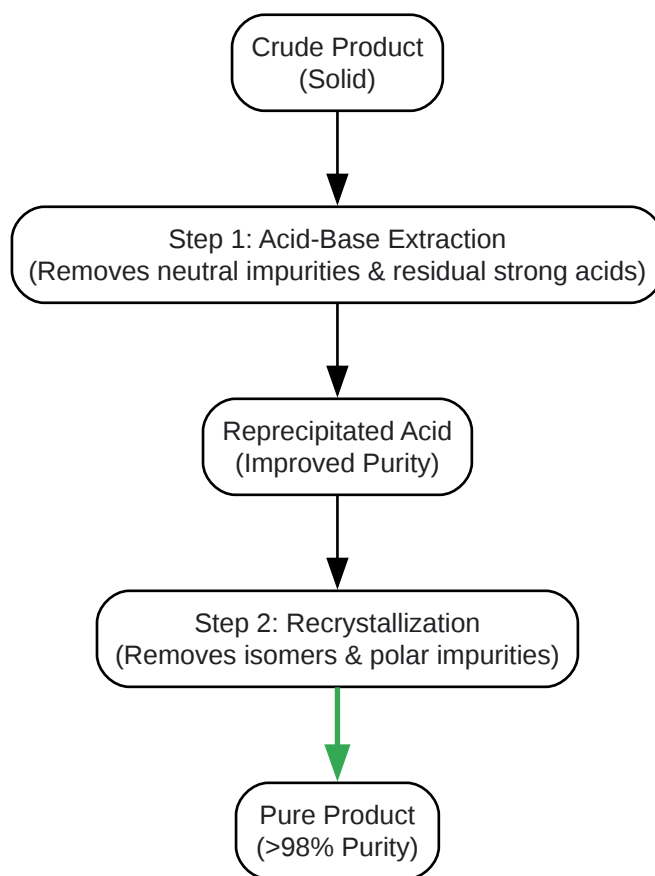 Crude Product
(Solid)
Step 1: Acid-Base Extraction
(Removes neutral impurities & residual strong acids)
Reprecipitated Acid
(Improved Purity)
Step 2: Recrystallization
(Removes isomers & polar impurities)
Pure Product
(>98% Purity)